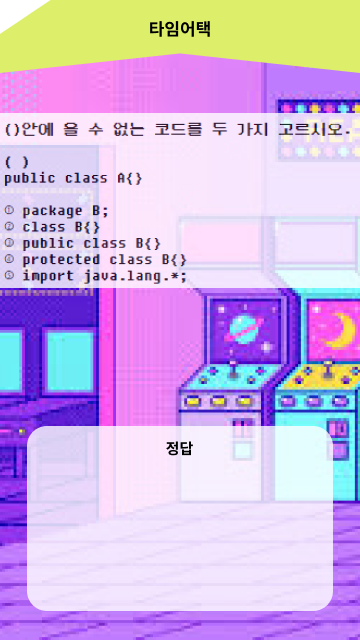 타임어택
()안에 올 수 없는 코드를 두 가지 고르시오.
( )
public class A{}
① package B;
② class B{}
③ public class B{}
④ protected class B{}
⑤ import java.lang.*;
정답